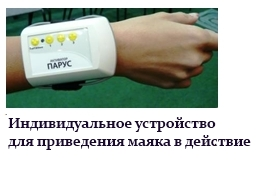 ПАРУС
Индивидуальное устройство
для приведения маяка в действие